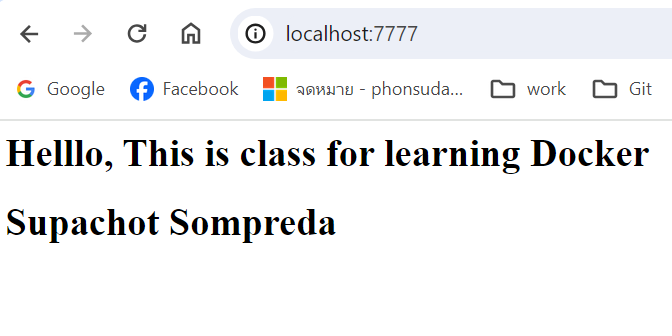 localhost:7777
Google Facebook จดหมาย - phonsuda... work Git
Helllo, This is class for learning Docker
Supachot Sompreda